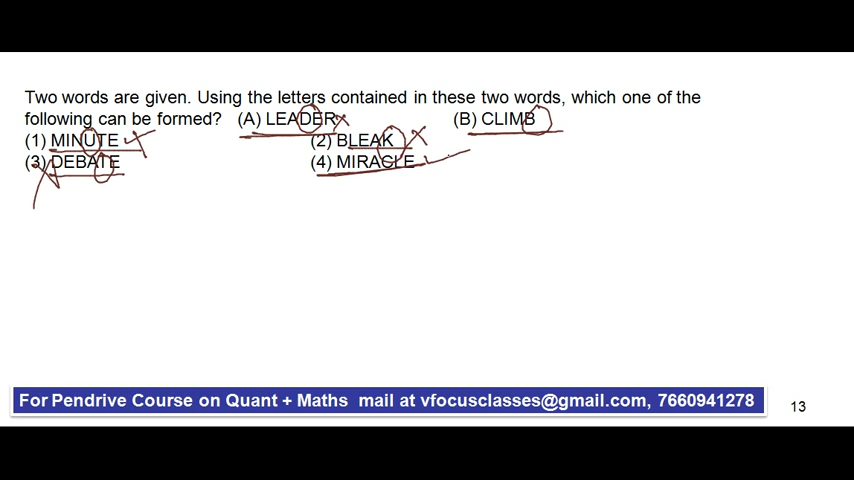 Two words are given. Using the letters contained in these two words, which one of the
following can be formed? (A) LEADER (B) CLIMB
(1) MINUTE (2) BLEAK
(3) DEBATE (4) MIRACLE
For Pendrive Course on Quant + Maths mail at vfocusclasses@gmail.com, 7660941278
13